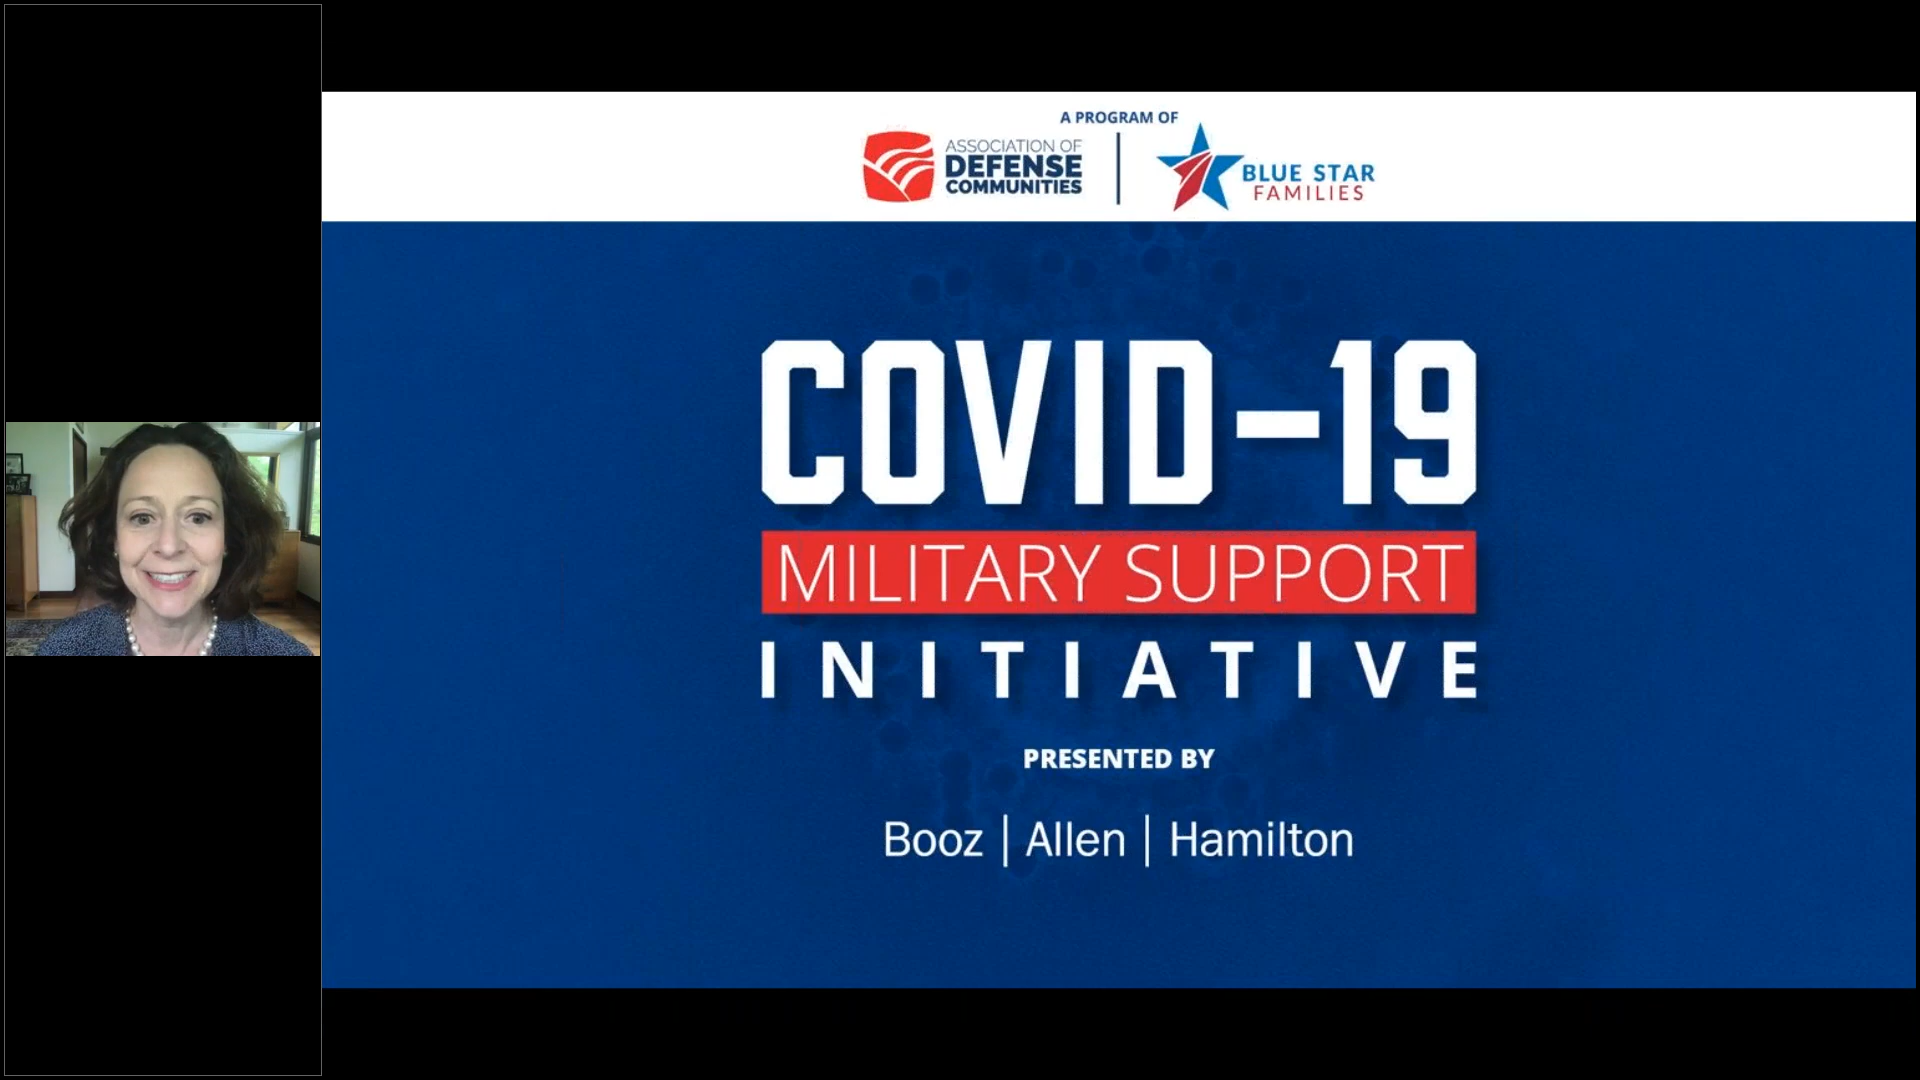 A PROGRAM OF
ASSOCIATION OF
DEFENSE
COMMUNITIES
BLUE STAR
FAMILIES
COVID-19
MILITARY SUPPORT
INITIATIVE
PRESENTED BY
Booz | Allen | Hamilton